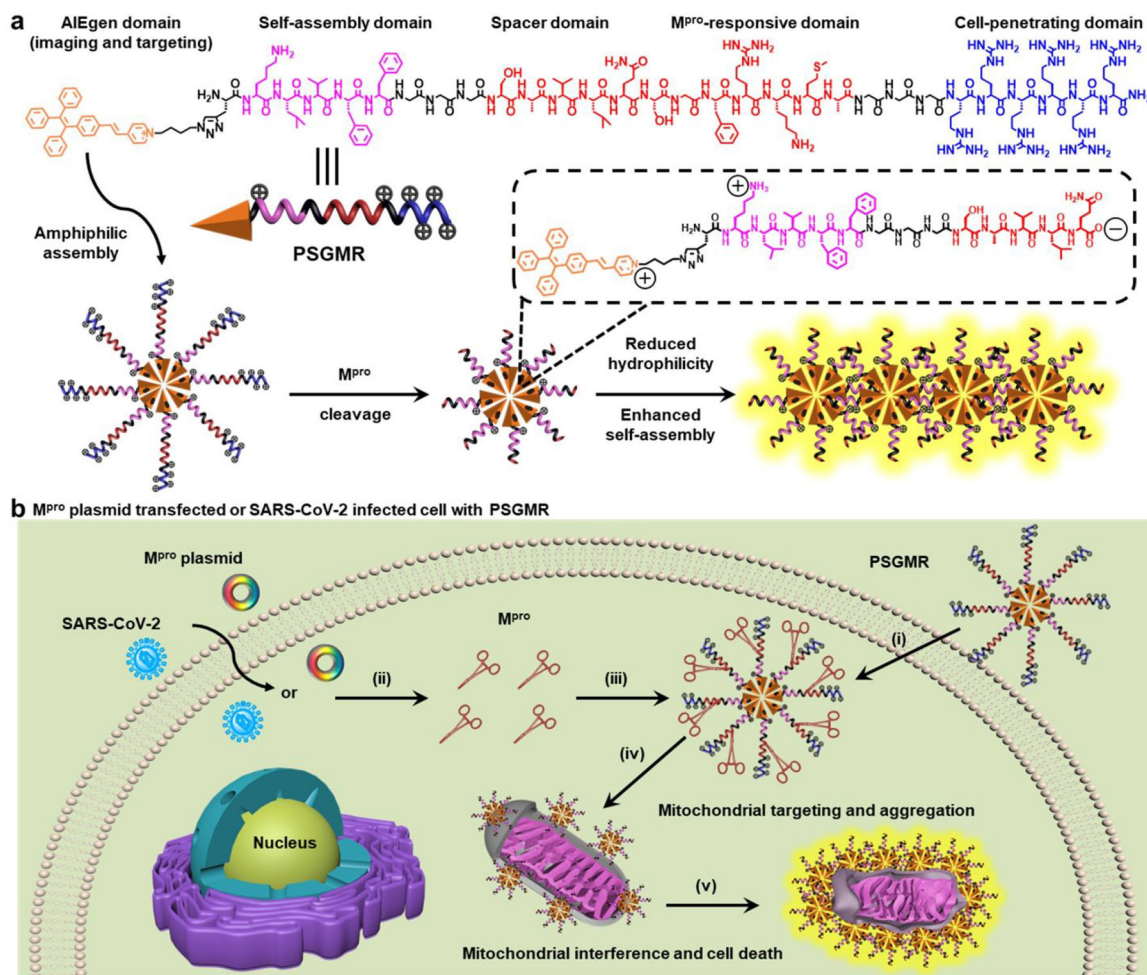 a
AIEgen domain
(imaging and targeting)
Self-assembly domain
Spacer domain
Mᵖʳᵒ-responsive domain
Cell-penetrating domain
Amphiphilic
assembly
PSGMR
Mᵖʳᵒ
cleavage
Reduced
hydrophilicity
Enhanced
self-assembly
b Mᵖʳᵒ plasmid transfected or SARS-CoV-2 infected cell with PSGMR
Mᵖʳᵒ plasmid
SARS-CoV-2
or
(ii)
Mᵖʳᵒ
(iii)
PSGMR
(i)
(iv)
Nucleus
Mitochondrial targeting and aggregation
(v)
Mitochondrial interference and cell death